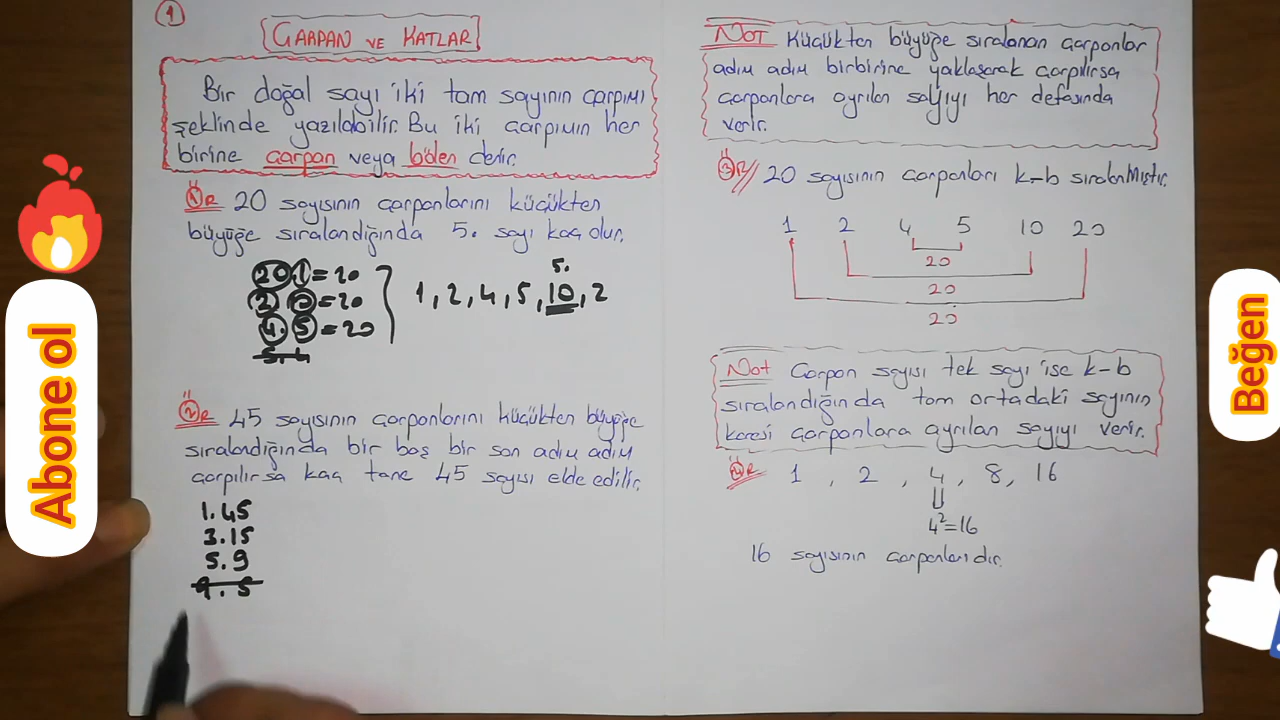 1
ÇARPAN VE KATLAR
Bir doğal sayı iki tam sayının çarpımı
şeklinde yazılabilir. Bu iki çarpımın her
birine çarpan veya bölen denir.
1 ÖR 20 sayısının çarpanlarını küçükten
büyüğe sıralandığında 5. sayı kaç olur.
20 1 = 20
2 10 = 20
4. 5 = 20
5.4
5.
1, 2, 4, 5, 10, 2
2 ÖR 45 sayısının çarpanlarını küçükten büyüğe
sıralandığında bir baş bir son adım adım
çarpılırsa kaç tane 45 sayısı elde edilir.
1.45
3.15
5.9
9.5
NOT Küçükten büyüğe sıralanan çarpanlar
adım adım birbirine yaklaşarak çarpılırsa
çarpanlara ayrılan sayıyı her defasında
verir.
ÖR 20 sayısının çarpanları k-b sıralanmıştır.
1 2 4 5 10 20
20
20
20
Not Çarpan sayısı tek sayı ise k-b
sıralandığında tam ortadaki sayının
karesi çarpanlara ayrılan sayıyı verir.
ÖR 1, 2, 4, 8, 16
4²=16
16 sayısının çarpanlarıdır.
Abone ol
Beğen